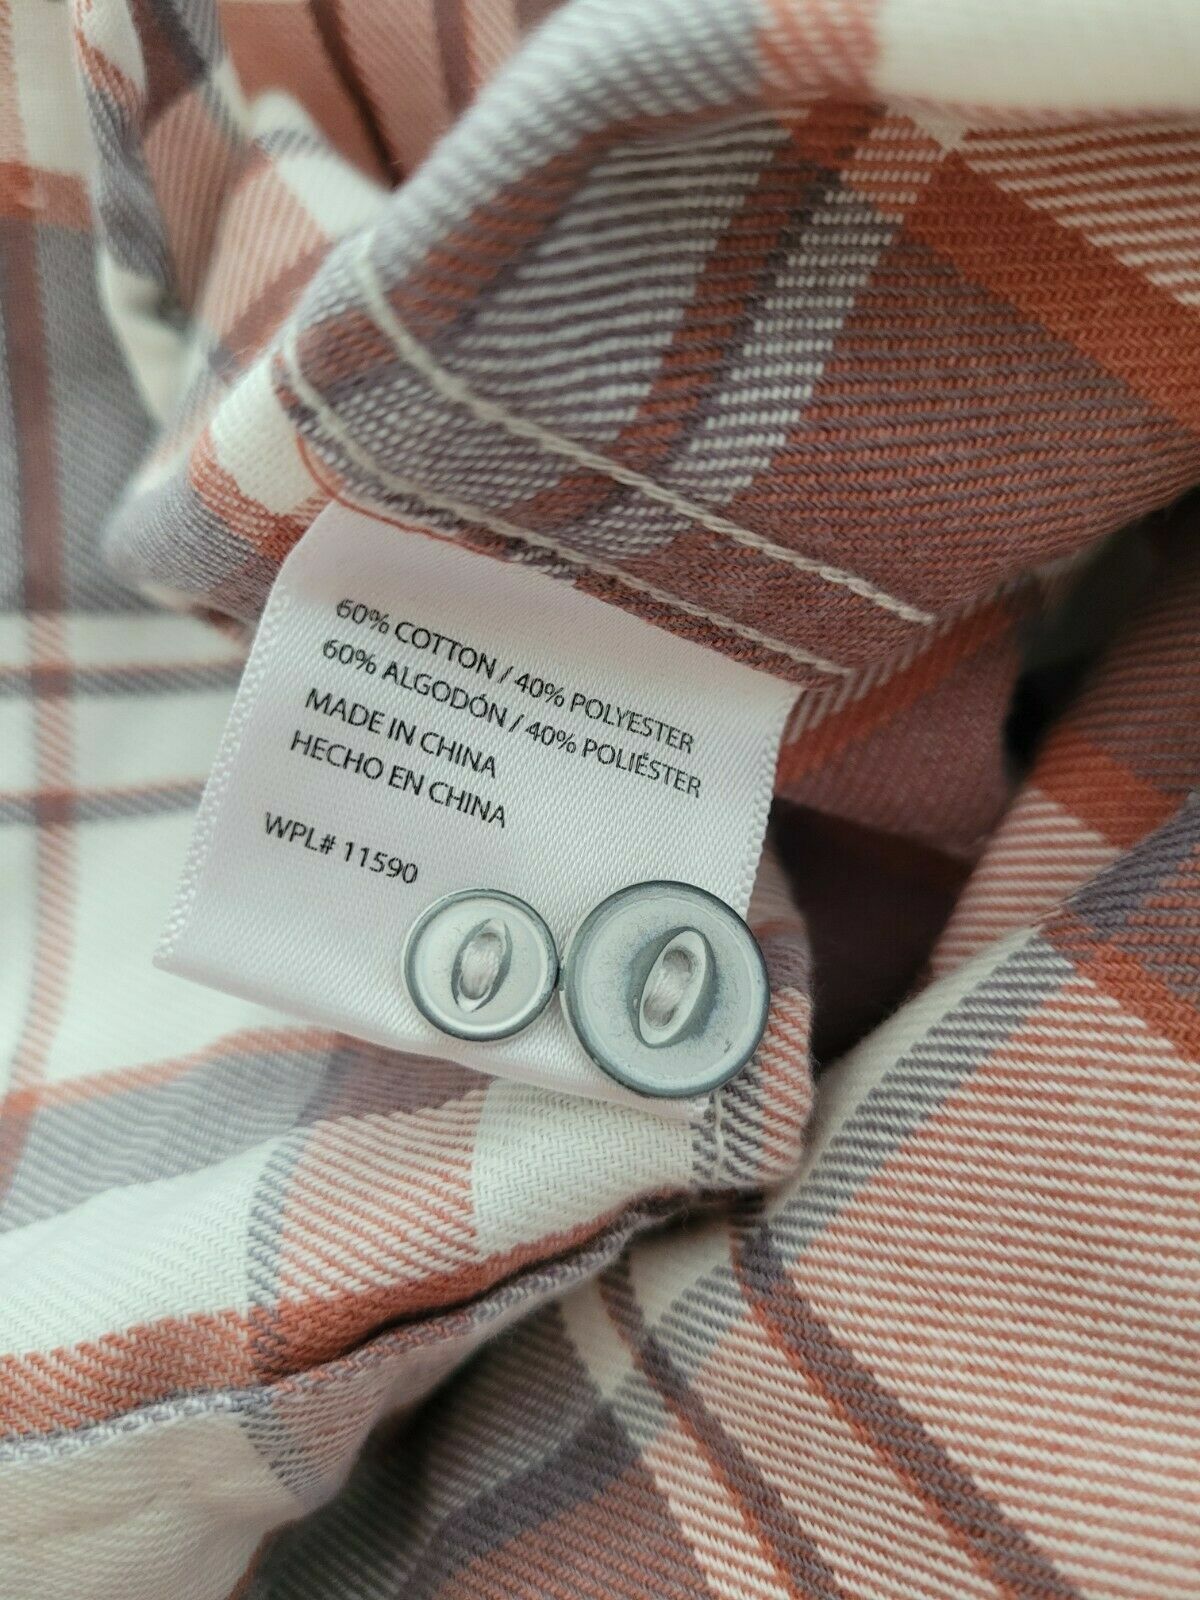 60% COTTON / 40% POLYESTER
60% ALGODÓN / 40% POLIÉSTER
MADE IN CHINA
HECHO EN CHINA
WPL# 11590